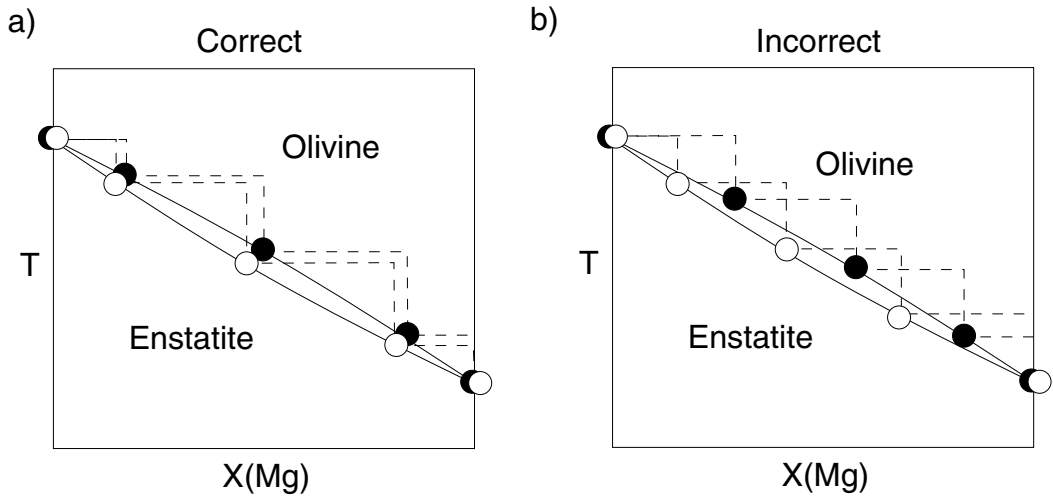 a)
Correct
Olivine
T
Enstatite
X(Mg)
b)
Incorrect
Olivine
T
Enstatite
X(Mg)